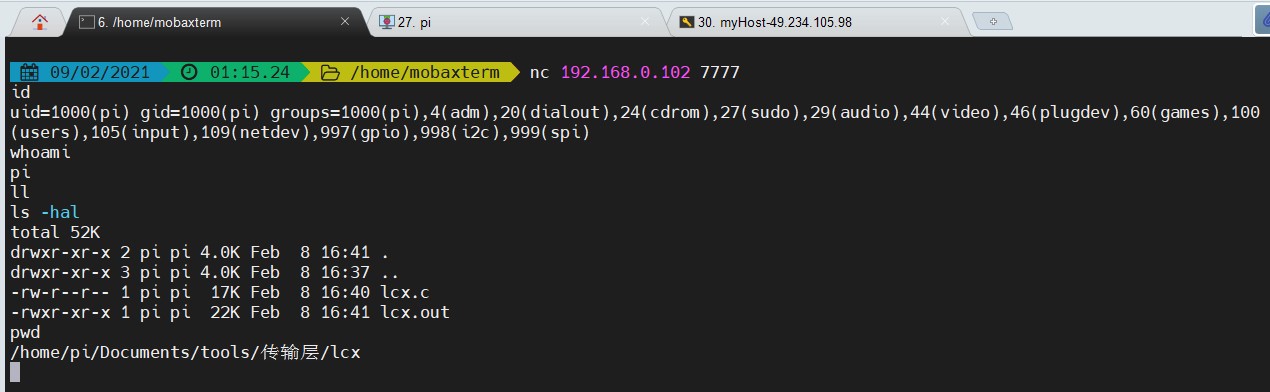 6. /home/mobaxterm
27. pi
30. myHost-49.234.105.98
09/02/2021 01:15.24 /home/mobaxterm nc 192.168.0.102 7777
id
uid=1000(pi) gid=1000(pi) groups=1000(pi),4(adm),20(dialout),24(cdrom),27(sudo),29(audio),44(video),46(plugdev),60(games),100
(users),105(input),109(netdev),997(gpio),998(i2c),999(spi)
whoami
pi
ll
ls -hal
total 52K
drwxr-xr-x 2 pi pi 4.0K Feb  8 16:41 .
drwxr-xr-x 3 pi pi 4.0K Feb  8 16:37 ..
-rw-r--r-- 1 pi pi  17K Feb  8 16:40 lcx.c
-rwxr-xr-x 1 pi pi  22K Feb  8 16:41 lcx.out
pwd
/home/pi/Documents/tools/传输层/lcx